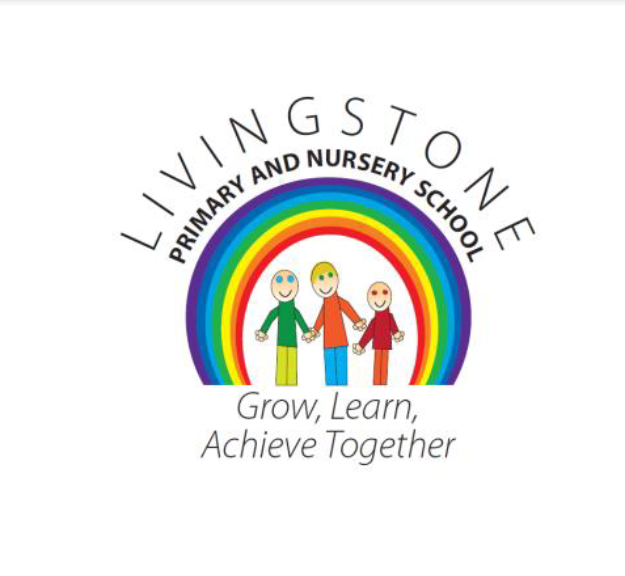 LIVINGSTONE
PRIMARY AND NURSERY SCHOOL
Grow, Learn,
Achieve Together